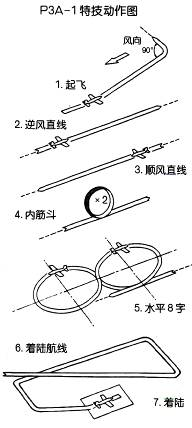 P3A-1特技动作图
风向
90°
1. 起飞
2. 逆风直线
3. 顺风直线
4. 内筋斗
×2
5. 水平8字
6. 着陆航线
7. 着陆